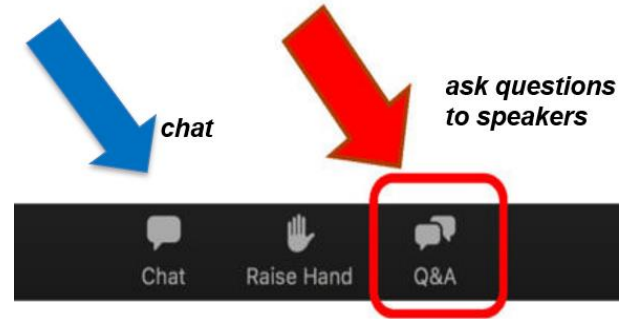 ask questions
to speakers
chat
Chat
Raise Hand
Q&A